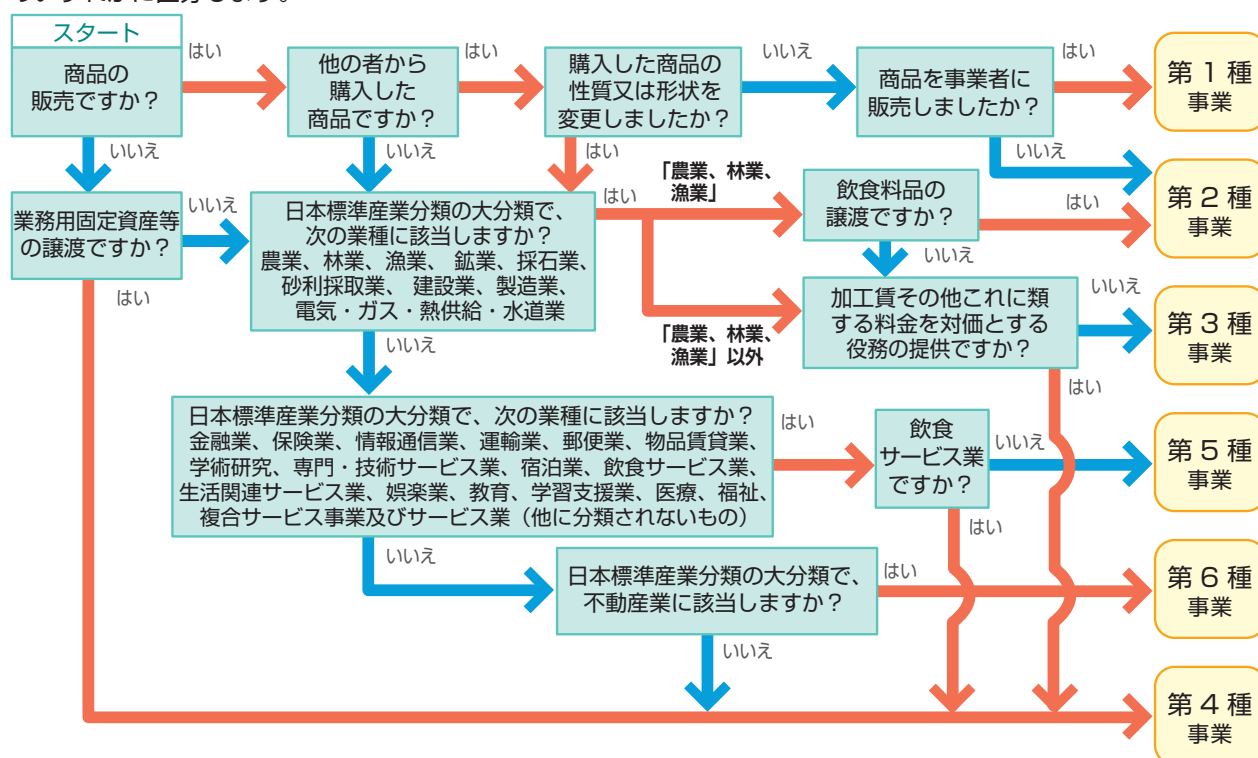 スタート
商品の
販売ですか？
はい
いいえ
他の者から
購入した
商品ですか？
はい
いいえ
購入した商品の
性質又は形状を
変更しましたか？
いいえ
はい
商品を事業者に
販売しましたか？
はい
いいえ
第1種
事業
業務用固定資産等
の譲渡ですか？
いいえ
はい
日本標準産業分類の大分類で、
次の業種に該当しますか？
農業、林業、漁業、鉱業、採石業、
砂利採取業、建設業、製造業、
電気・ガス・熱供給・水道業
はい
いいえ
「農業、林業、
漁業」
「農業、林業、
漁業」以外
飲食料品の
譲渡ですか？
はい
いいえ
第2種
事業
加工賃その他これに類
する料金を対価とする
役務の提供ですか？
いいえ
はい
第3種
事業
日本標準産業分類の大分類で、次の業種に該当しますか？
金融業、保険業、情報通信業、運輸業、郵便業、物品賃貸業、
学術研究、専門・技術サービス業、宿泊業、飲食サービス業、
生活関連サービス業、娯楽業、教育、学習支援業、医療、福祉、
複合サービス事業及びサービス業（他に分類されないもの）
はい
いいえ
飲食
サービス業
ですか？
いいえ
はい
第5種
事業
日本標準産業分類の大分類で、
不動産業に該当しますか？
はい
いいえ
第6種
事業
第4種
事業